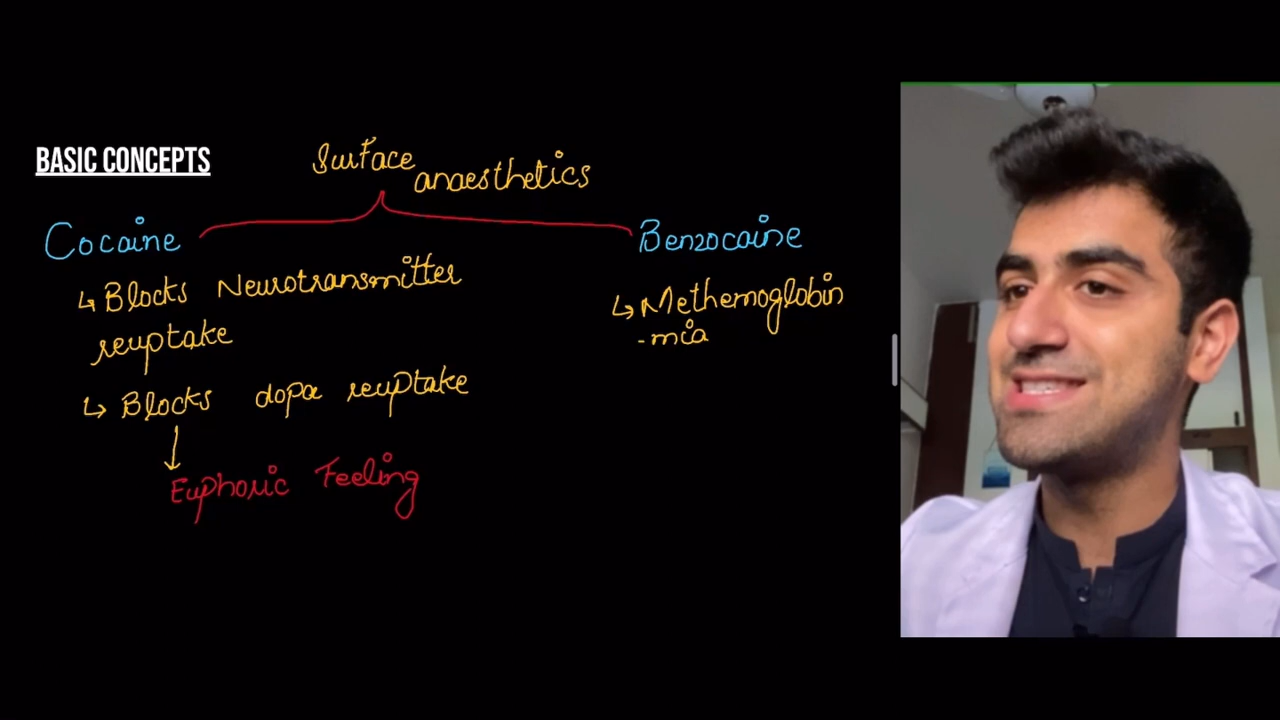 BASIC CONCEPTS
Surface
anaesthetics
Cocaine
↳ Blocks Neurotransmitter
reuptake
↳ Blocks dopa reuptake
↓
Euphoric Feeling
Benzocaine
↳ Methemoglobin
-mia